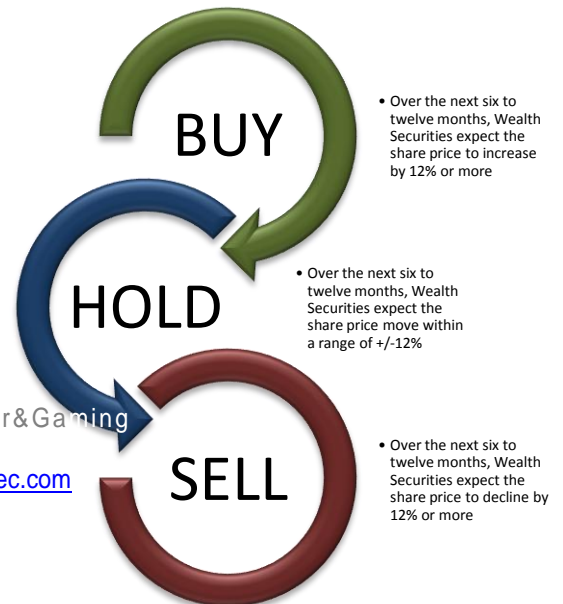 BUY
• Over the next six to
twelve months, Wealth
Securities expect the
share price to increase
by 12% or more
HOLD
• Over the next six to
twelve months, Wealth
Securities expect the
share price move within
a range of +/-12%
r&Gaming
ec.com
SELL
• Over the next six to
twelve months, Wealth
Securities expect the
share price to decline by
12% or more